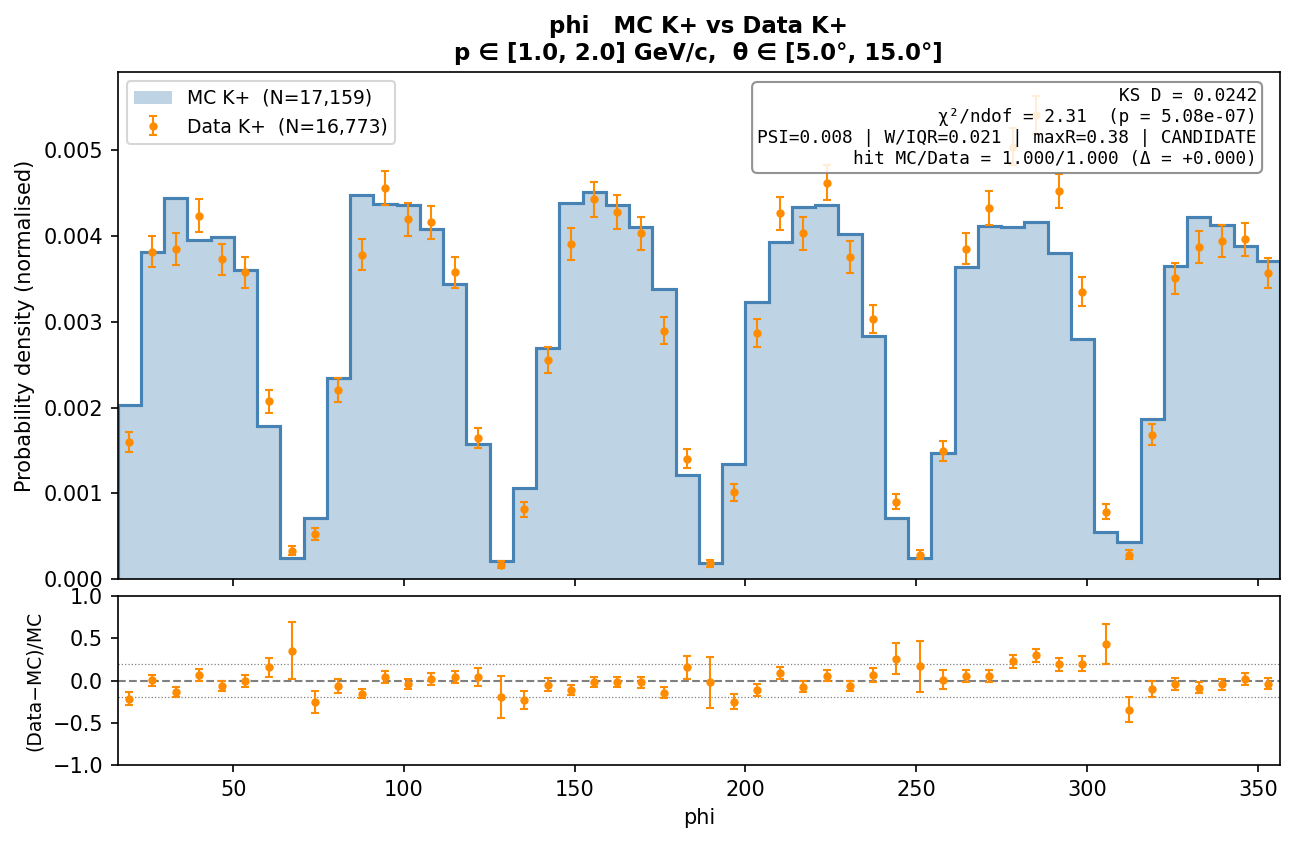 phi   MC K+ vs Data K+
p ∈ [1.0, 2.0] GeV/c,  θ ∈ [5.0°, 15.0°]
MC K+  (N=17,159)
Data K+  (N=16,773)
KS D = 0.0242
χ²/ndof = 2.31  (p = 5.08e-07)
PSI=0.008 | W/IQR=0.021 | maxR=0.38 | CANDIDATE
hit MC/Data = 1.000/1.000 (Δ = +0.000)
Probability density (normalised)
0.005
0.004
0.003
0.002
0.001
0.000
(Data−MC)/MC
1.0
0.5
0.0
−0.5
−1.0
50
100
150
200
250
300
350
phi